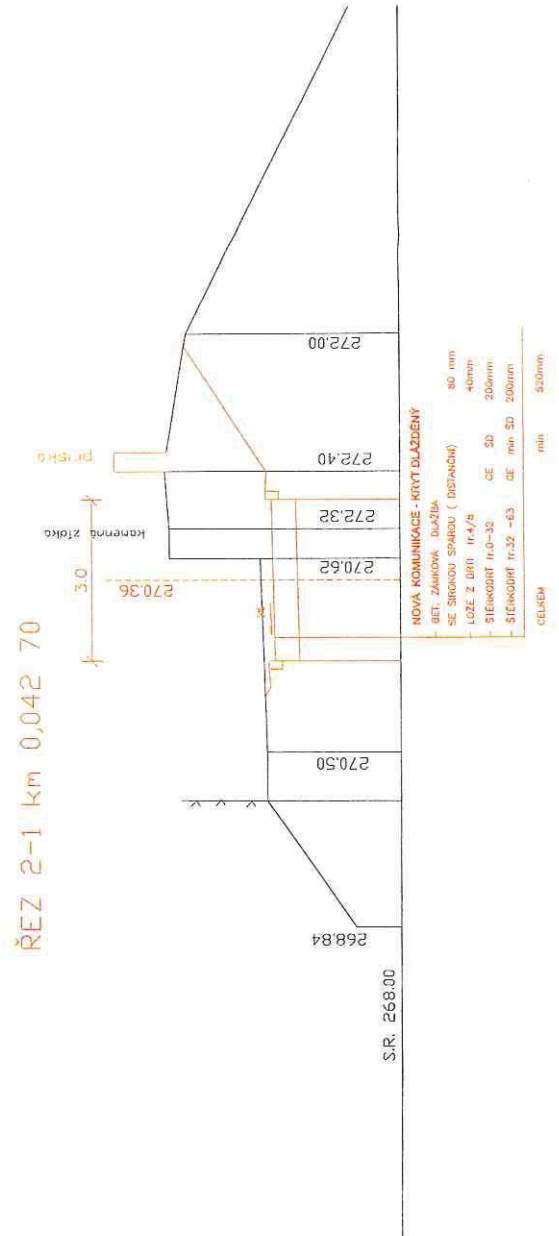 ŘEZ 2-1 km 0,042 70
3.0
270.36
kamenná zídka
268.84
270.50
270.62
272.32
272.40
272.00
S.R. 268.00
NOVÁ KOMUNIKACE - KRYT DLÁŽDĚNÝ
BET. ZÁMKOVÁ DLAŽBA 80 mm
SE ŠIROKOU SPÁROU ( DISTANČNÍ)
LOŽE Z DRTI fr.4/8 40mm
- ŠTĚRKODRŤ fr.0-32 GE ŠD 200mm
- ŠTĚRKODRŤ fr.32 -63 GE min ŠD 200mm
CELKEM min 520mm